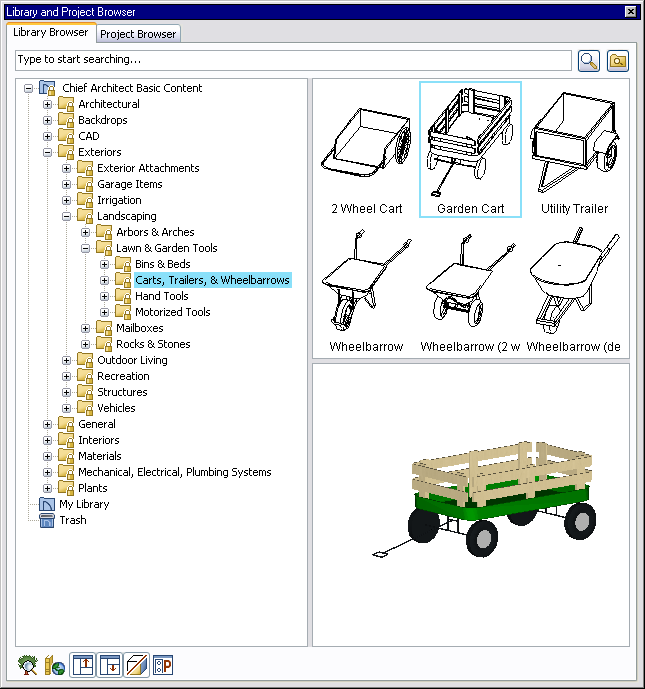 Library and Project Browser
Library Browser
Project Browser
Type to start searching...
Chief Architect Basic Content
Architectural
Backdrops
CAD
Exteriors
Exterior Attachments
Garage Items
Irrigation
Landscaping
Arbors & Arches
Lawn & Garden Tools
Bins & Beds
Carts, Trailers, & Wheelbarrows
Hand Tools
Motorized Tools
Mailboxes
Rocks & Stones
Outdoor Living
Recreation
Structures
Vehicles
General
Interiors
Materials
Mechanical, Electrical, Plumbing Systems
Plants
My Library
Trash
2 Wheel Cart
Garden Cart
Utility Trailer
Wheelbarrow
Wheelbarrow (2 w
Wheelbarrow (de
P